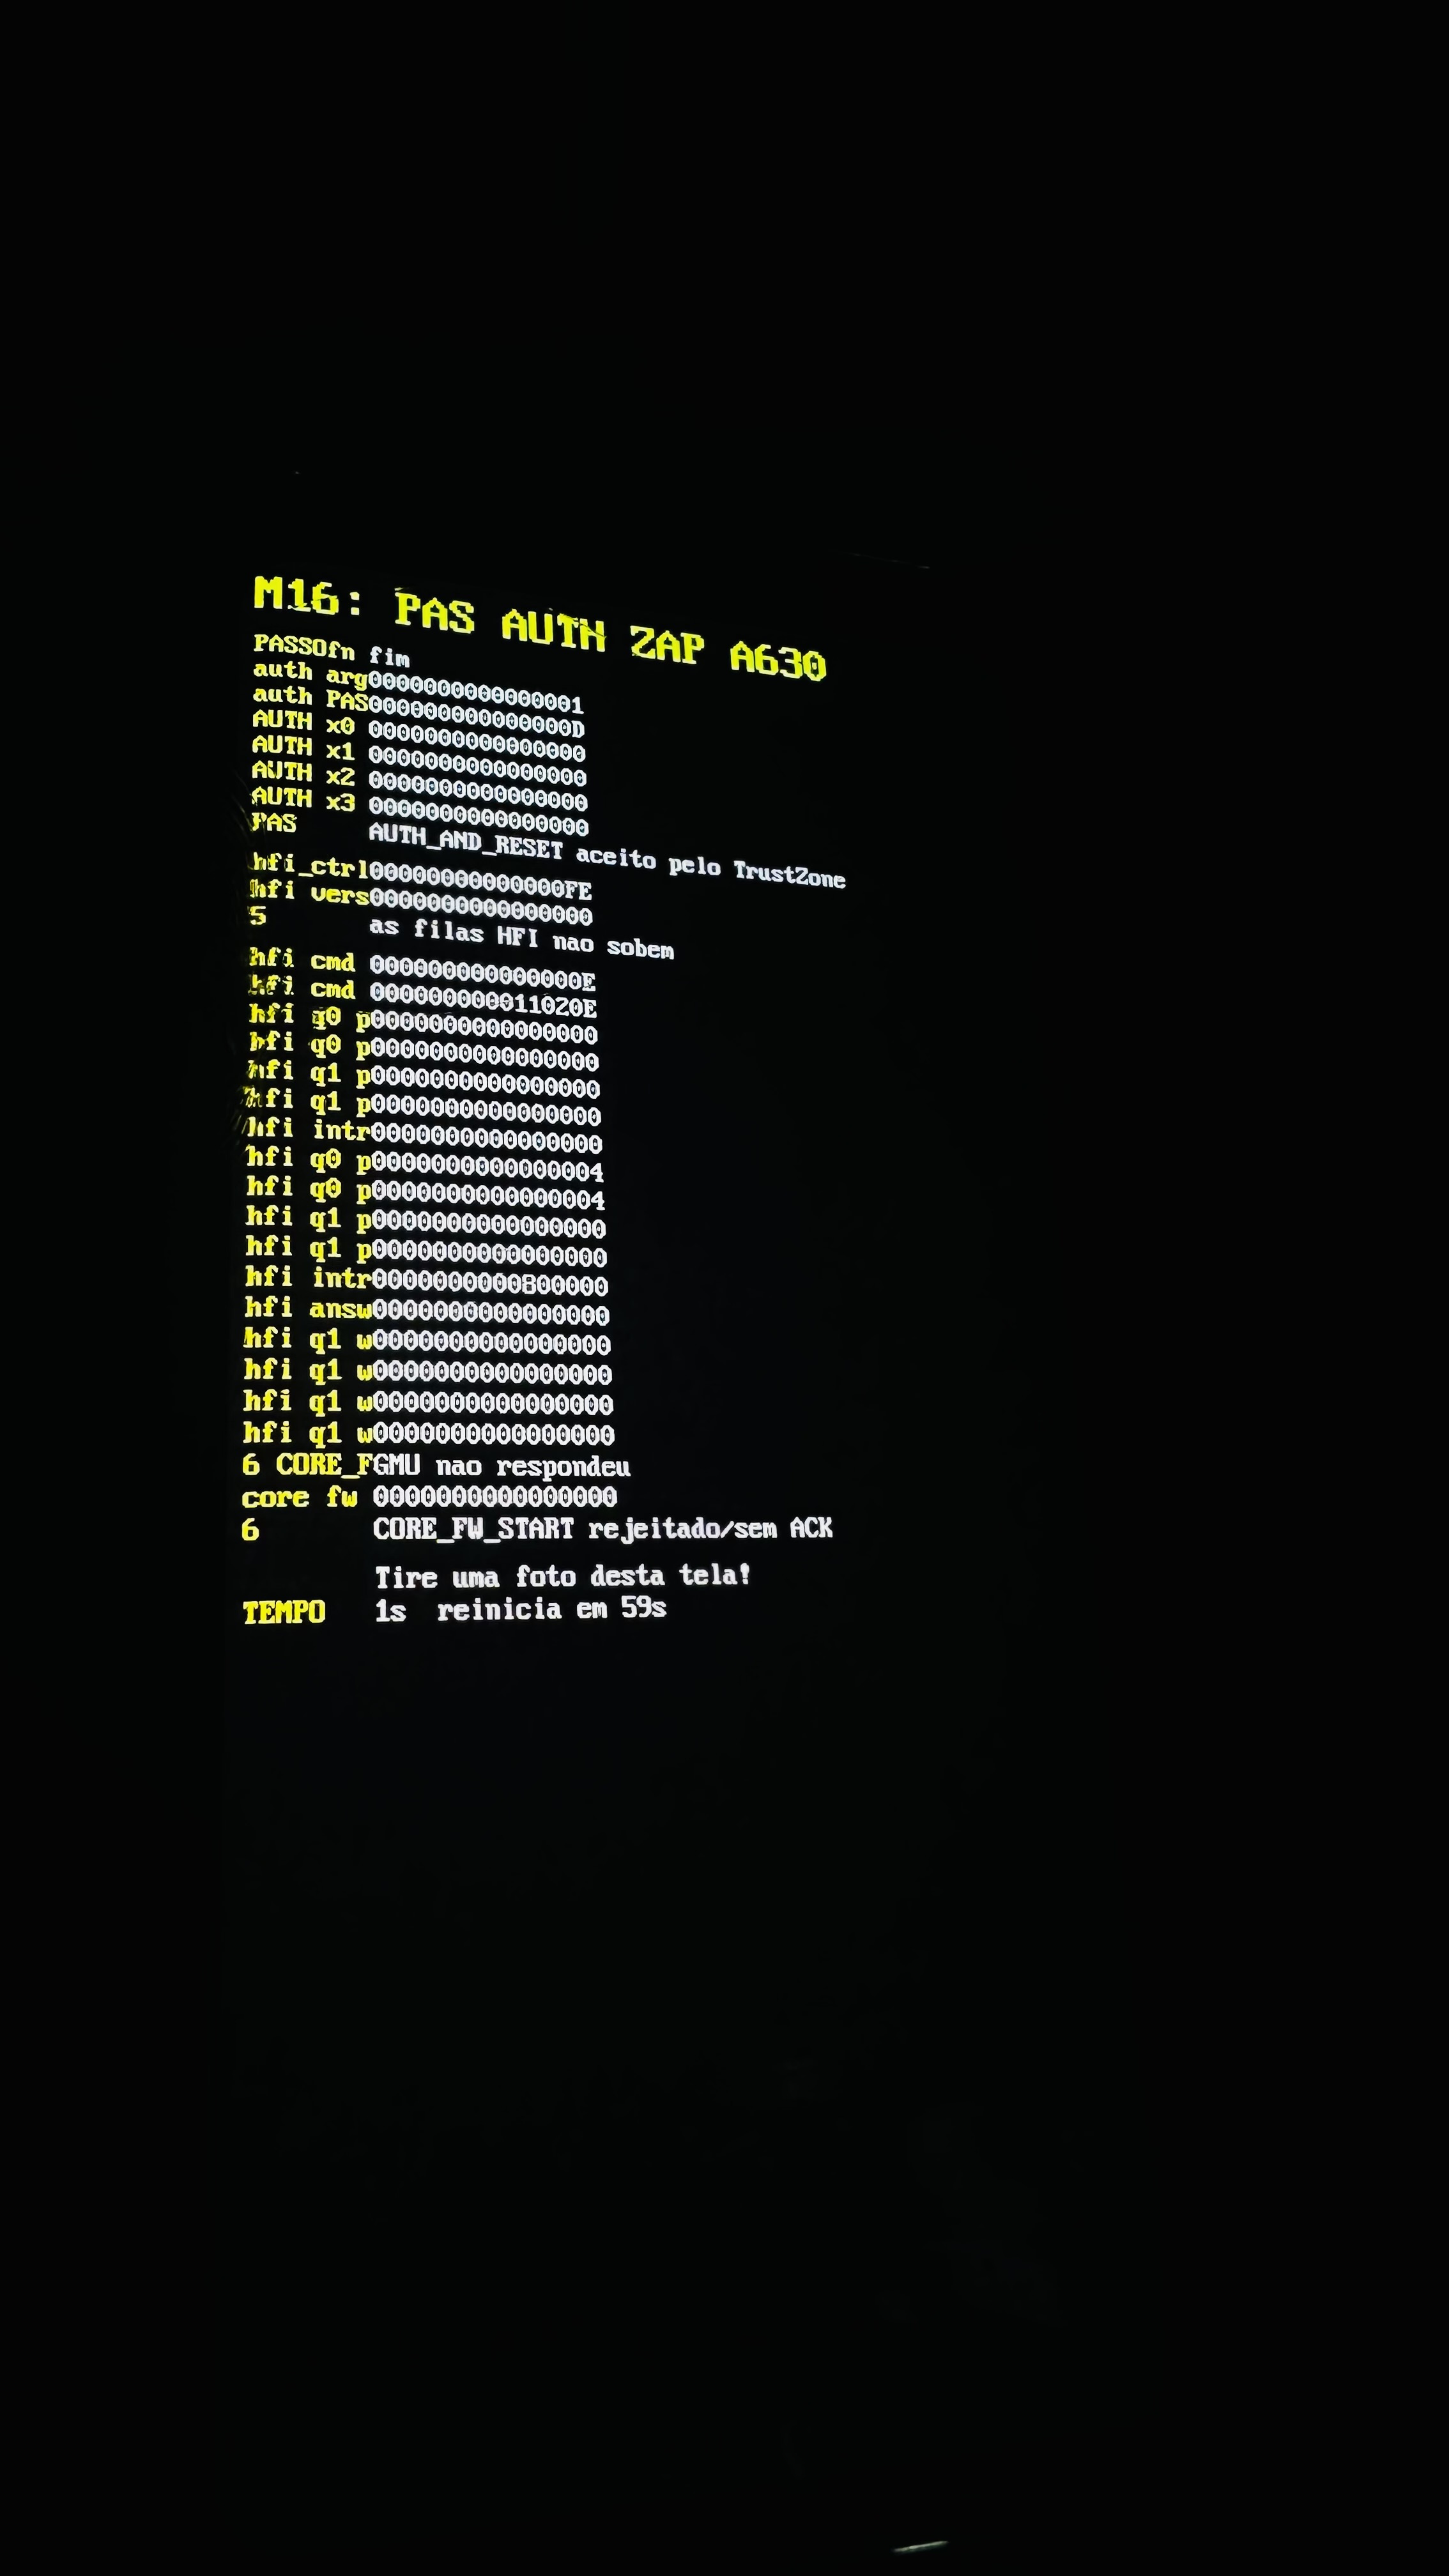 M16: PAS AUTH ZAP A630
PASSOfn fim
auth arg0000000000000001
auth PAS000000000000000D
AUTH x0 0000000000000000
AUTH x1 0000000000000000
AUTH x2 0000000000000000
AUTH x3 0000000000000000
PAS AUTH_AND_RESET aceito pelo TrustZone
hfi_ctrl00000000000000FE
hfi vers0000000000000000
5 as filas HFI nao sobem
hfi cmd 000000000000000E
hfi cmd 000000000011020E
hfi q0 p0000000000000000
hfi q0 p0000000000000000
hfi q1 p0000000000000000
hfi q1 p0000000000000000
hfi intr0000000000000000
hfi q0 p0000000000000004
hfi q0 p0000000000000004
hfi q1 p0000000000000000
hfi q1 p0000000000000000
hfi intr0000000000800000
hfi answ0000000000000000
hfi q1 w0000000000000000
hfi q1 w0000000000000000
hfi q1 w0000000000000000
hfi q1 w0000000000000000
6 CORE_FGMU nao respondeu
core fw 0000000000000000
6 CORE_FW_START rejeitado/sem ACK
Tire uma foto desta tela!
TEMPO 1s reinicia em 59s